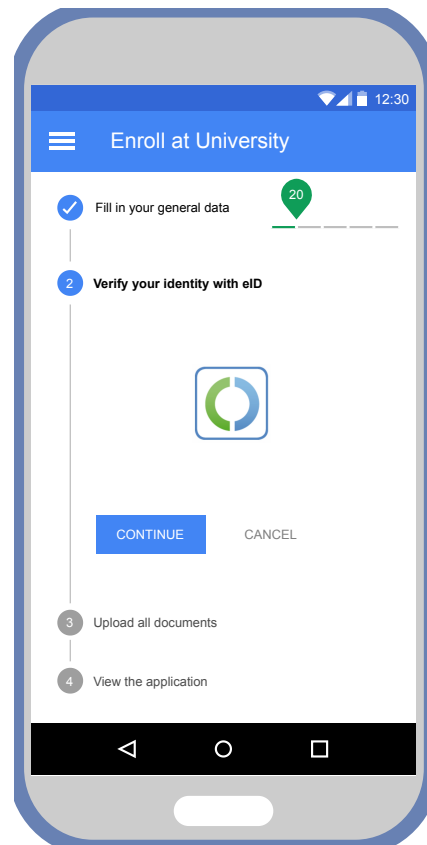 12:30
Enroll at University
20
Fill in your general data
2 Verify your identity with eID
CONTINUE CANCEL
3 Upload all documents
4 View the application